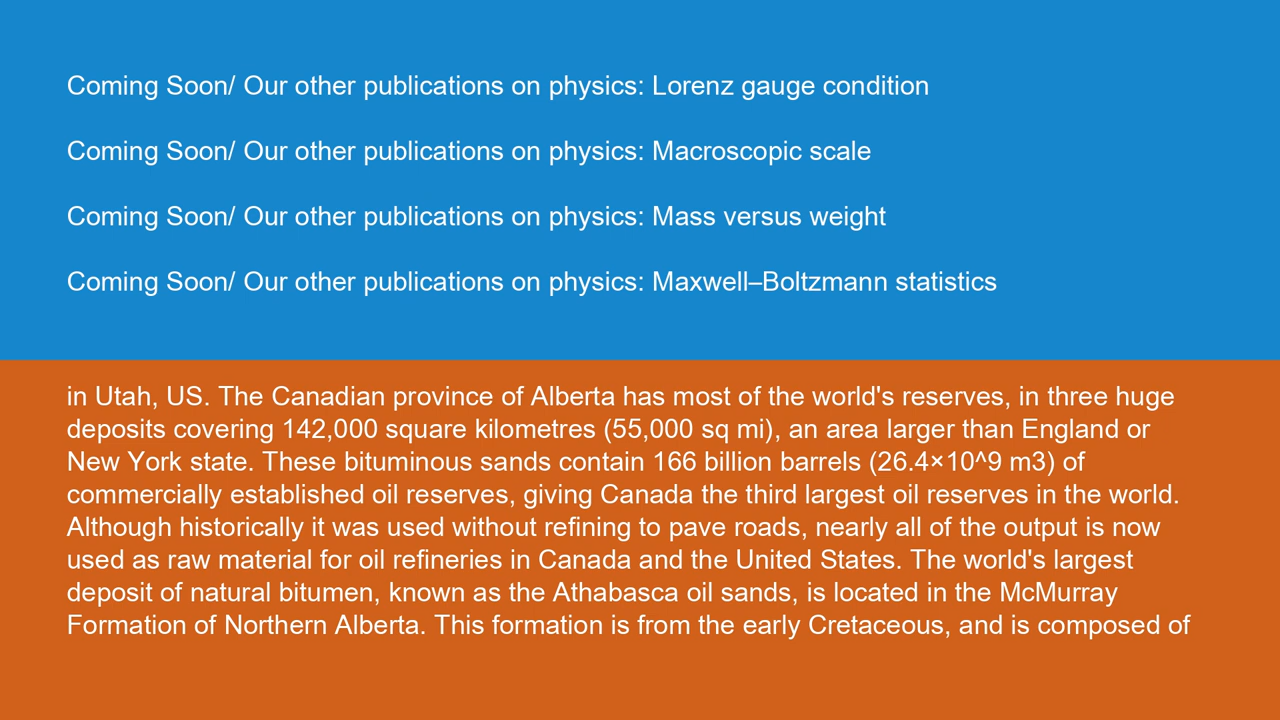 Coming Soon/ Our other publications on physics: Lorenz gauge condition
Coming Soon/ Our other publications on physics: Macroscopic scale
Coming Soon/ Our other publications on physics: Mass versus weight
Coming Soon/ Our other publications on physics: Maxwell–Boltzmann statistics
in Utah, US. The Canadian province of Alberta has most of the world's reserves, in three huge
deposits covering 142,000 square kilometres (55,000 sq mi), an area larger than England or
New York state. These bituminous sands contain 166 billion barrels (26.4×10^9 m3) of
commercially established oil reserves, giving Canada the third largest oil reserves in the world.
Although historically it was used without refining to pave roads, nearly all of the output is now
used as raw material for oil refineries in Canada and the United States. The world's largest
deposit of natural bitumen, known as the Athabasca oil sands, is located in the McMurray
Formation of Northern Alberta. This formation is from the early Cretaceous, and is composed of